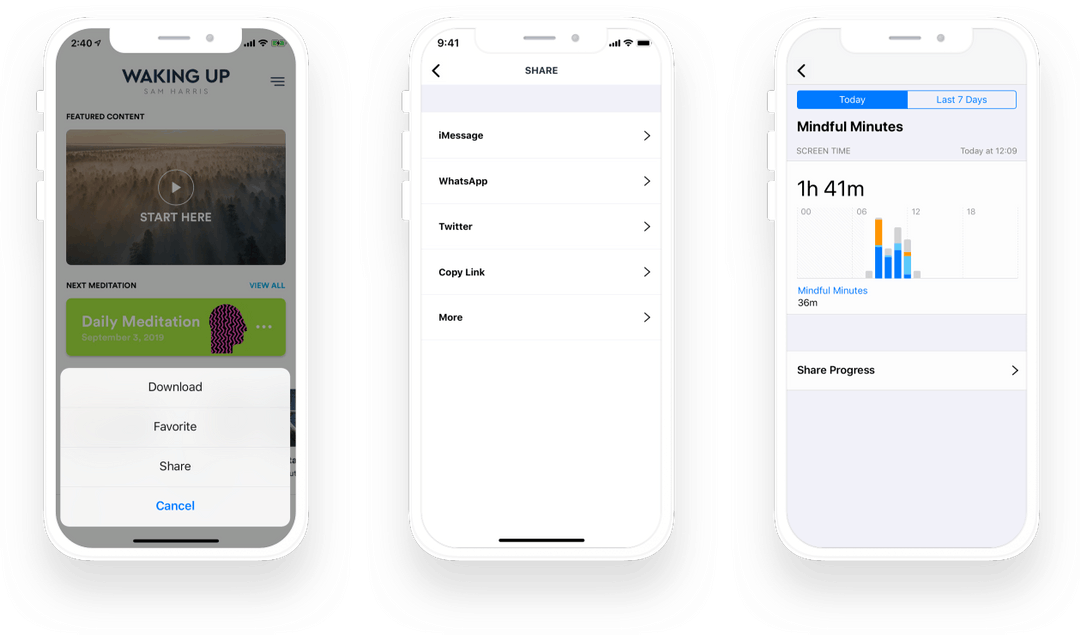 2:40
WAKING UP
SAM HARRIS
FEATURED CONTENT
START HERE
NEXT MEDITATION
VIEW ALL
Daily Meditation
September 3, 2019
Download
Favorite
Share
Cancel
9:41
SHARE
iMessage
WhatsApp
Twitter
Copy Link
More
Today
Last 7 Days
Mindful Minutes
SCREEN TIME
Today at 12:09
1h 41m
00
06
12
18
Mindful Minutes
36m
Share Progress